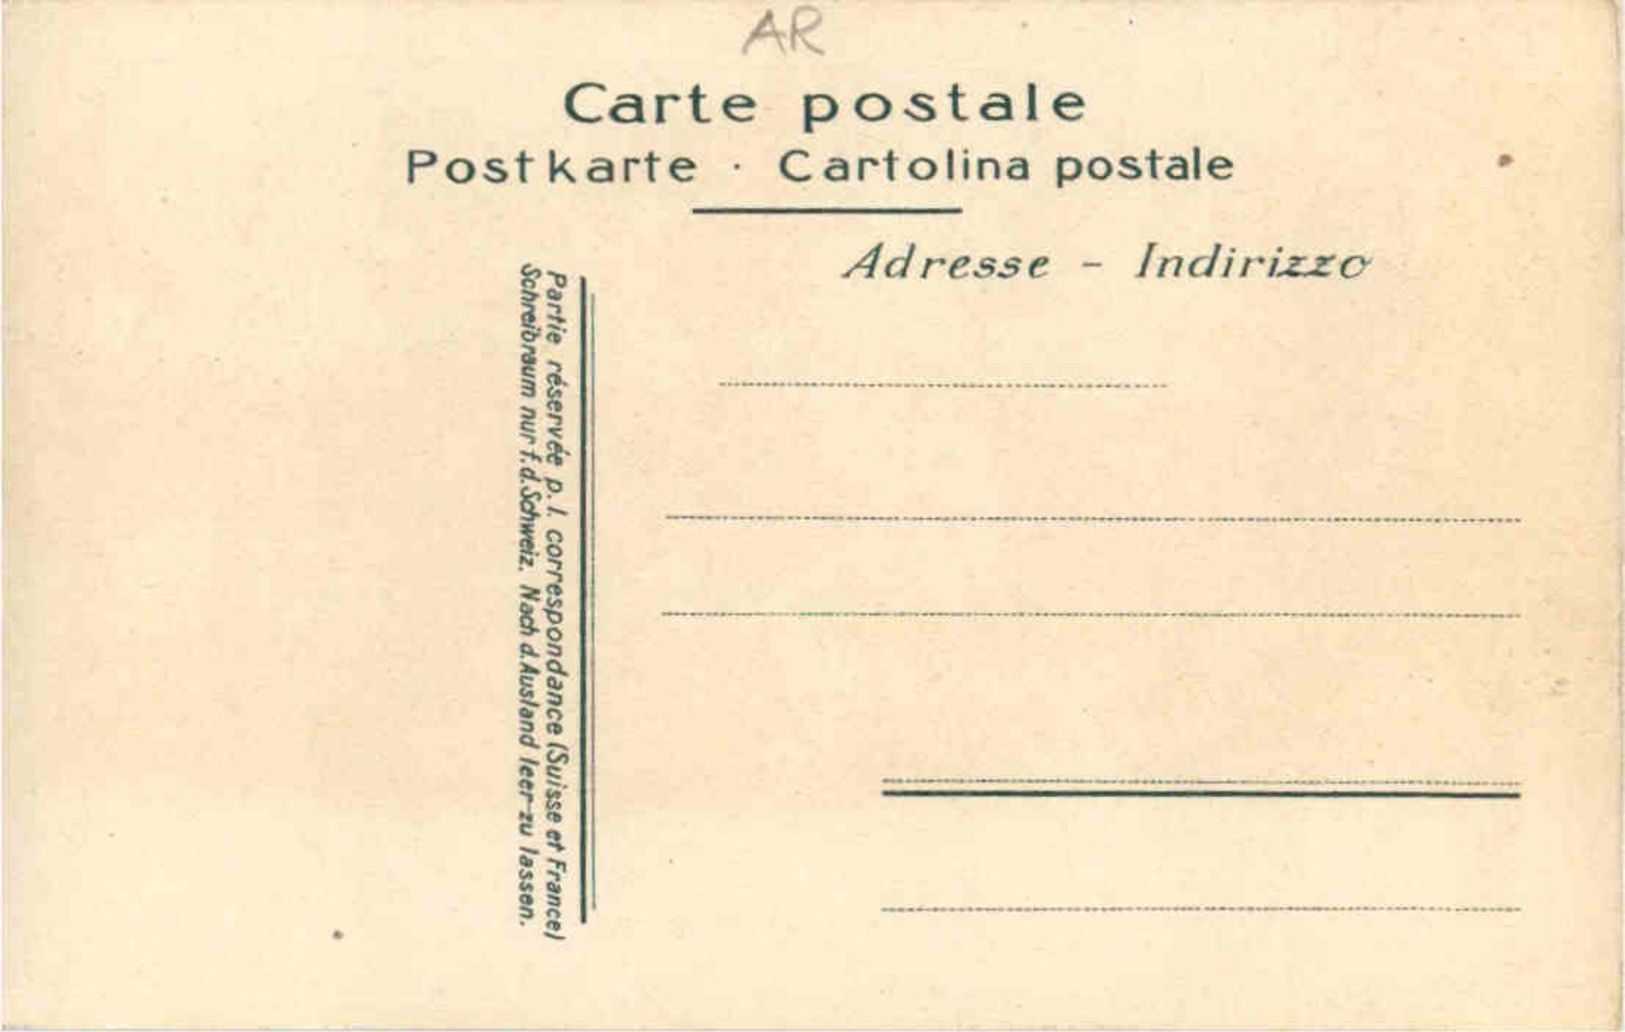 AR
Carte postale
Postkarte · Cartolina postale
Adresse - Indirizzo
Partie réservée p. l. correspondance (Suisse et France)
Schreibraum nur f. d. Schweiz. Nach d. Ausland leer zu lassen.